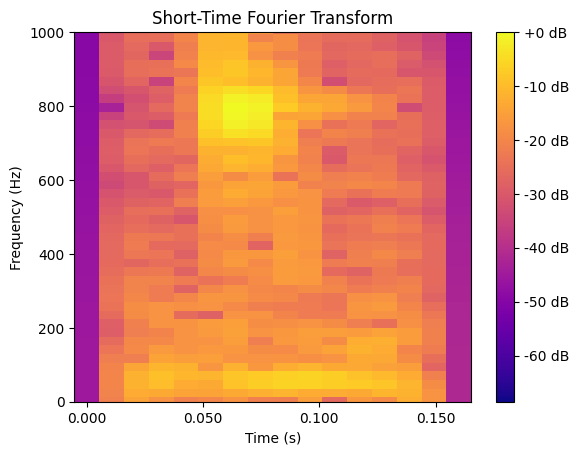 Short-Time Fourier Transform
1000
800
600
400
200
0
Frequency (Hz)
0.000
0.050
0.100
0.150
Time (s)
+0 dB
-10 dB
-20 dB
-30 dB
-40 dB
-50 dB
-60 dB